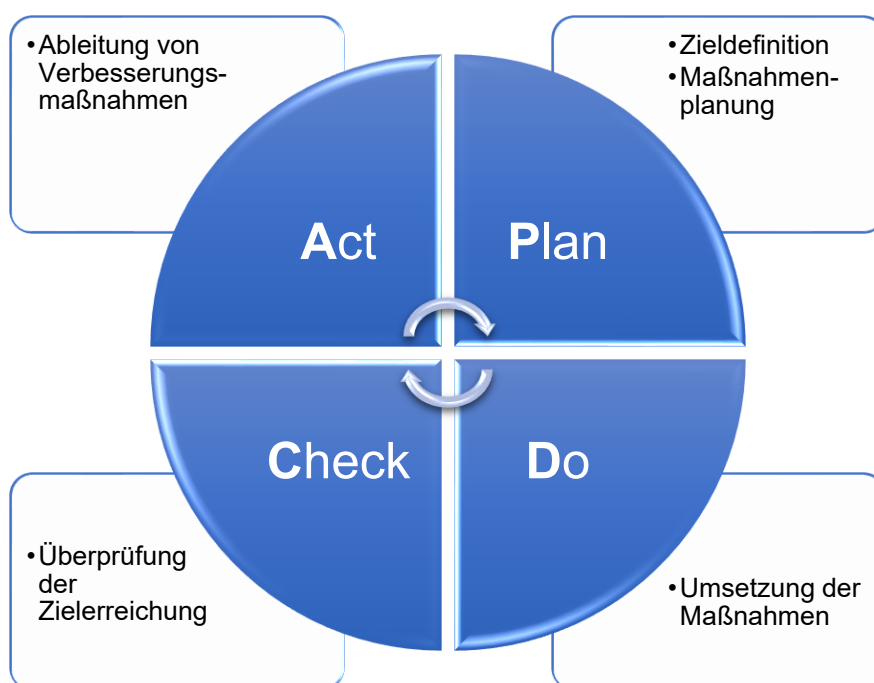 •Ableitung von
Verbesserungs-
maßnahmen
•Zieldefinition
•Maßnahmen-
planung
Act
Plan
Check
Do
•Überprüfung
der
Zielerreichung
•Umsetzung der
Maßnahmen